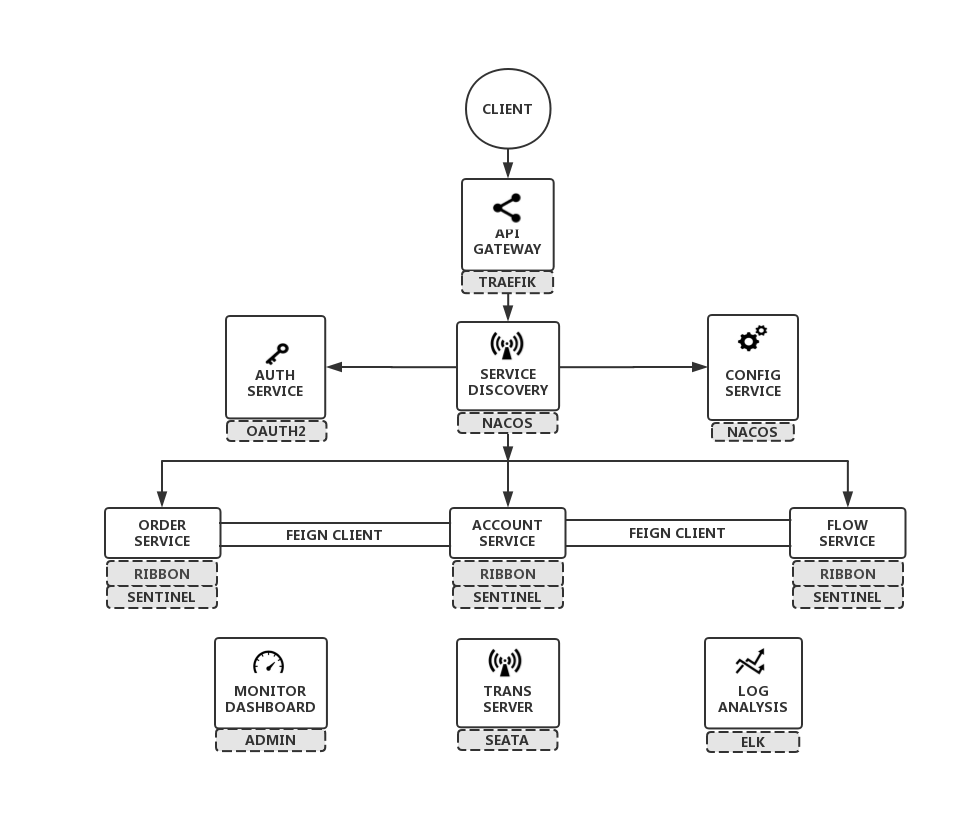 CLIENT
API
GATEWAY
TRAEFIK
AUTH
SERVICE
OAUTH2
SERVICE
DISCOVERY
NACOS
CONFIG
SERVICE
NACOS
ORDER
SERVICE
RIBBON
SENTINEL
FEIGN CLIENT
ACCOUNT
SERVICE
RIBBON
SENTINEL
FEIGN CLIENT
FLOW
SERVICE
RIBBON
SENTINEL
MONITOR
DASHBOARD
ADMIN
TRANS
SERVER
SEATA
LOG
ANALYSIS
ELK